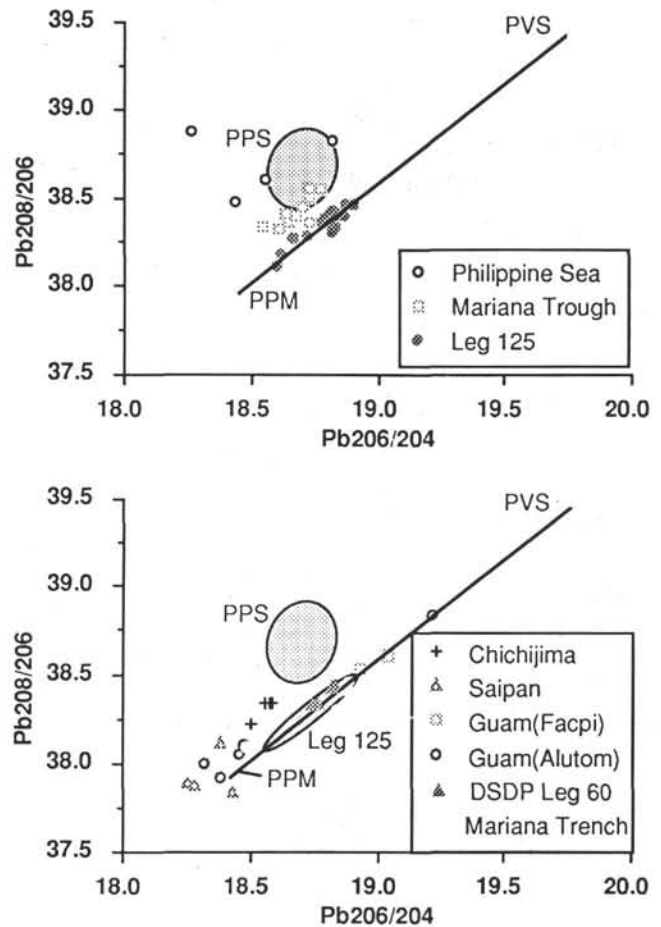 39.5
39.0
38.5
38.0
37.5
Pb208/206
PVS
PPS
PPM
Philippine Sea
Mariana Trough
Leg 125
18.0 18.5 19.0 19.5 20.0
Pb206/204
39.5
39.0
38.5
38.0
37.5
Pb208/206
PVS
PPS
Leg 125
PPM
Chichijima
Saipan
Guam(Facpi)
Guam(Alutom)
DSDP Leg 60
Mariana Trench
18.0 18.5 19.0 19.5 20.0
Pb206/204